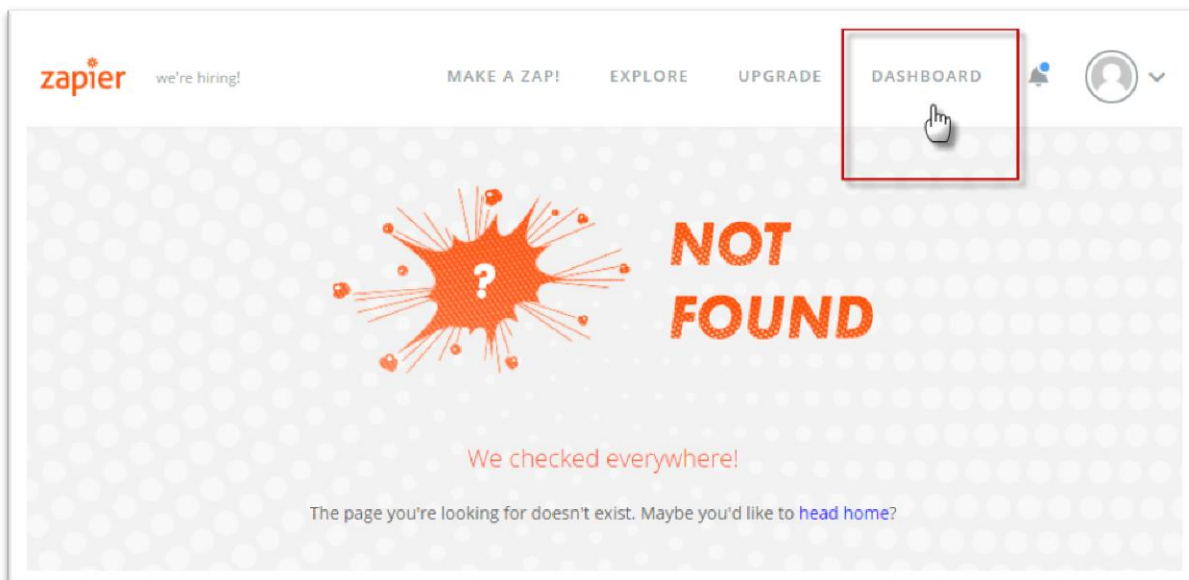 zapier we're hiring! MAKE A ZAP! EXPLORE UPGRADE DASHBOARD
?
NOT
FOUND
We checked everywhere!
The page you're looking for doesn't exist. Maybe you'd like to head home?